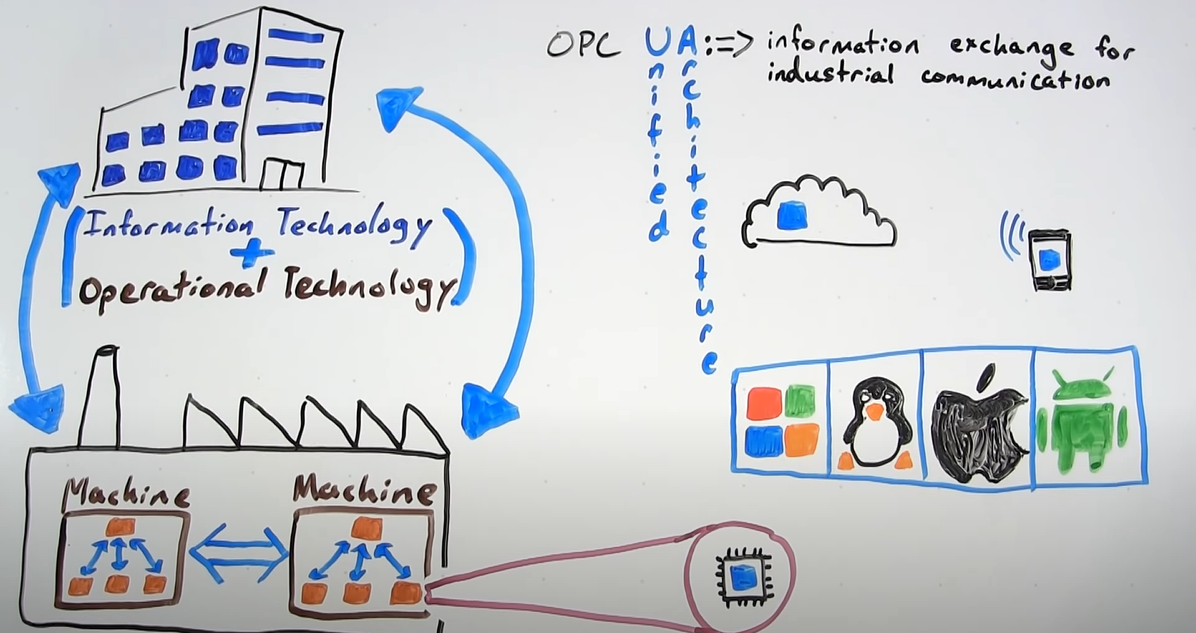 OPC UA :=> information exchange for
industrial communication
Unified
Architecture
Information Technology
+
Operational Technology
Machine
Machine